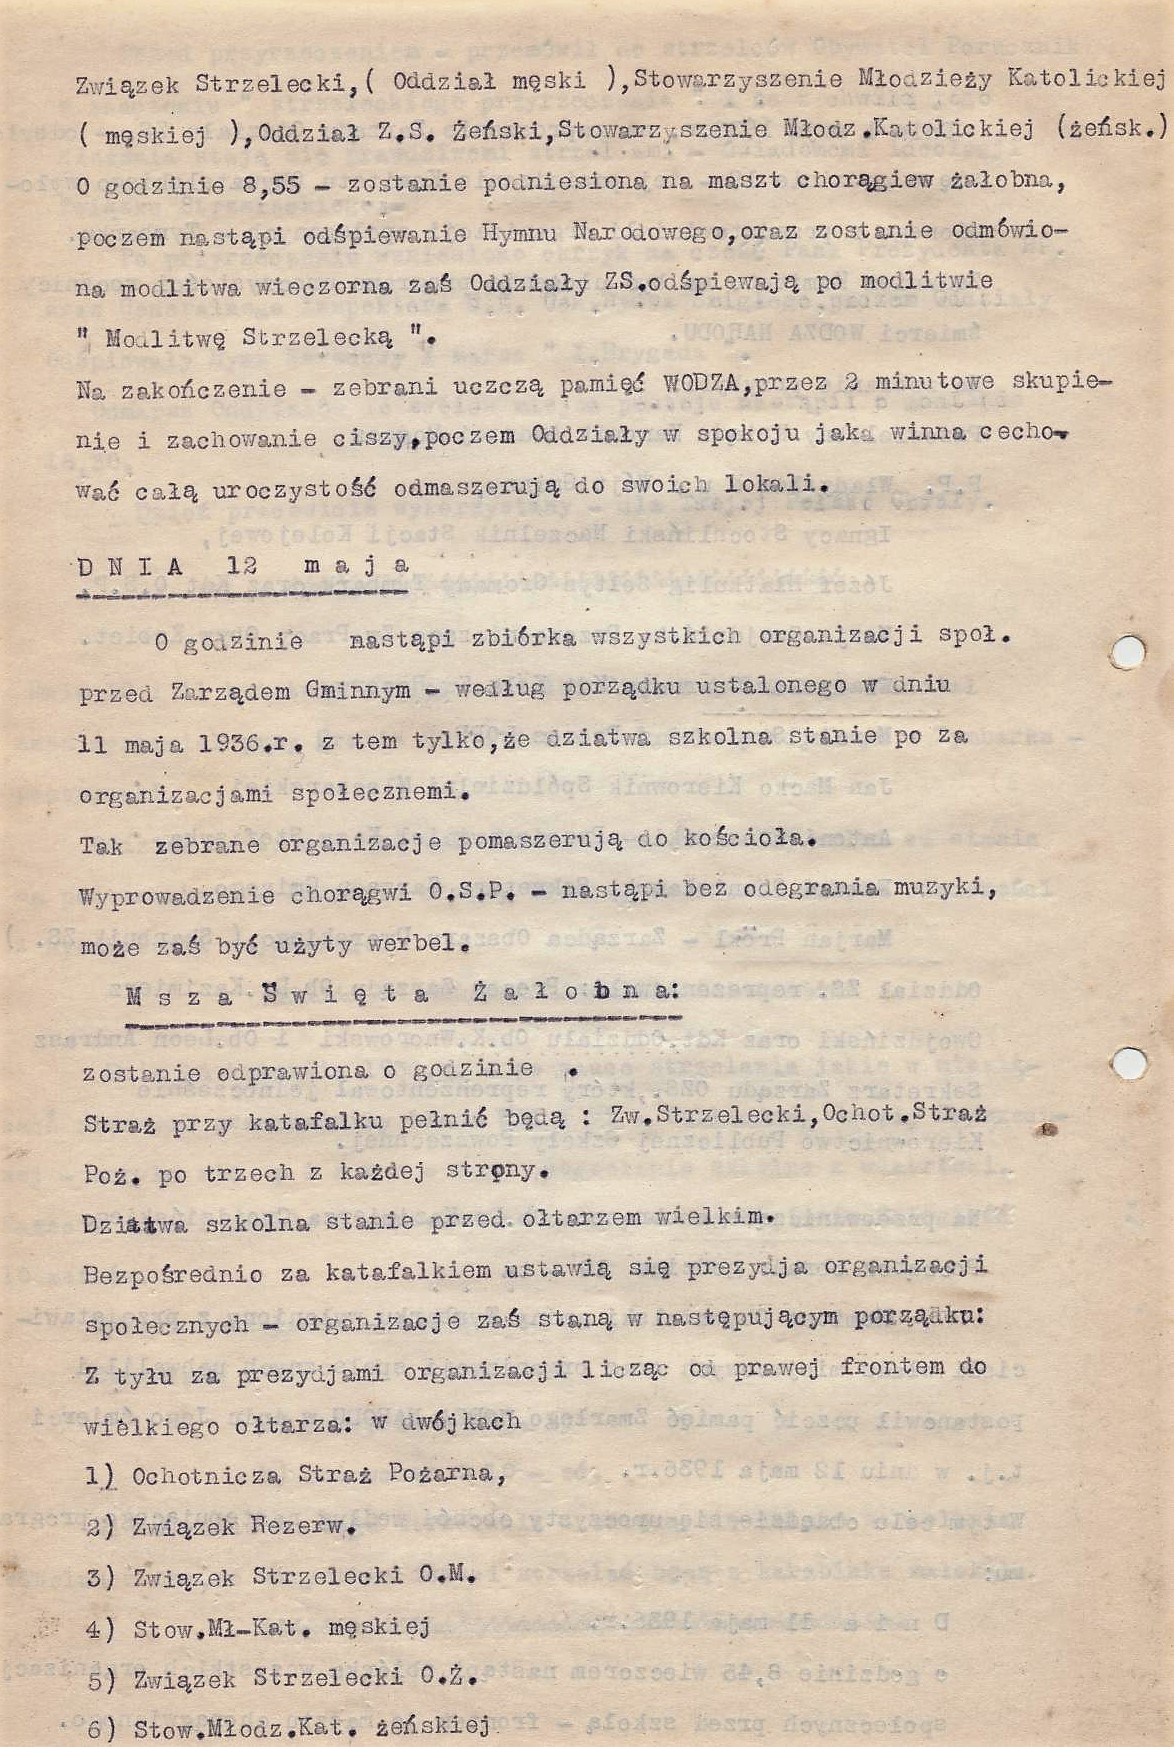 Związek Strzelecki,( Oddział męski ),Stowarzyszenie Młodzieży Katolickiej
( męskiej ),Oddział Z.S. Żeński,Stowarzyszenie Młodz.Katolickiej (żeńsk.)
O godzinie 8,55 - zostanie podniesiona na maszt chorągiew żałobna,
poczem nastąpi odśpiewanie Hymnu Narodowego,oraz zostanie odmówio-
na modlitwa wieczorna zaś Oddziały ZS.odśpiewają po modlitwie
" Modlitwę Strzelecką ".
Na zakończenie - zebrani uczczą pamięć WODZA,przez 2 minutowe skupie-
nie i zachowanie ciszy,poczem Oddziały w spokoju jaka winna cecho-
wać całą uroczystość odmaszerują do swoich lokali.
D N I A 12 m a j a
O godzinie nastąpi zbiórka wszystkich organizacji społ.
przed Zarządem Gminnym - według porządku ustalonego w dniu
11 maja 1936.r. z tem tylko,że dziatwa szkolna stanie po za
organizacjami społecznemi.
Tak zebrane organizacje pomaszerują do kościoła.
Wyprowadzenie chorągwi O.S.P. - nastąpi bez odegrania muzyki,
może zaś być użyty werbel.
M s z a Ś w i ę t a Ż a ł o b n a:
zostanie odprawiona o godzinie .
Straż przy katafalku pełnić będą : Zw.Strzelecki,Ochot.Straż
Poż. po trzech z każdej strony.
Dziatwa szkolna stanie przed ołtarzem wielkim.
Bezpośrednio za katafalkiem ustawią się prezydja organizacji
społecznych - organizacje zaś staną w następującym porządku:
Z tyłu za prezydjami organizacji licząc od prawej frontem do
wielkiego ołtarza: w dwójkach
1) Ochotnicza Straż Pożarna,
2) Związek Rezerw.
3) Związek Strzelecki O.M.
4) Stow.Mł-Kat. męskiej
5) Związek Strzelecki O.Ż.
6) Stow.Młodz.Kat. żeńskiej